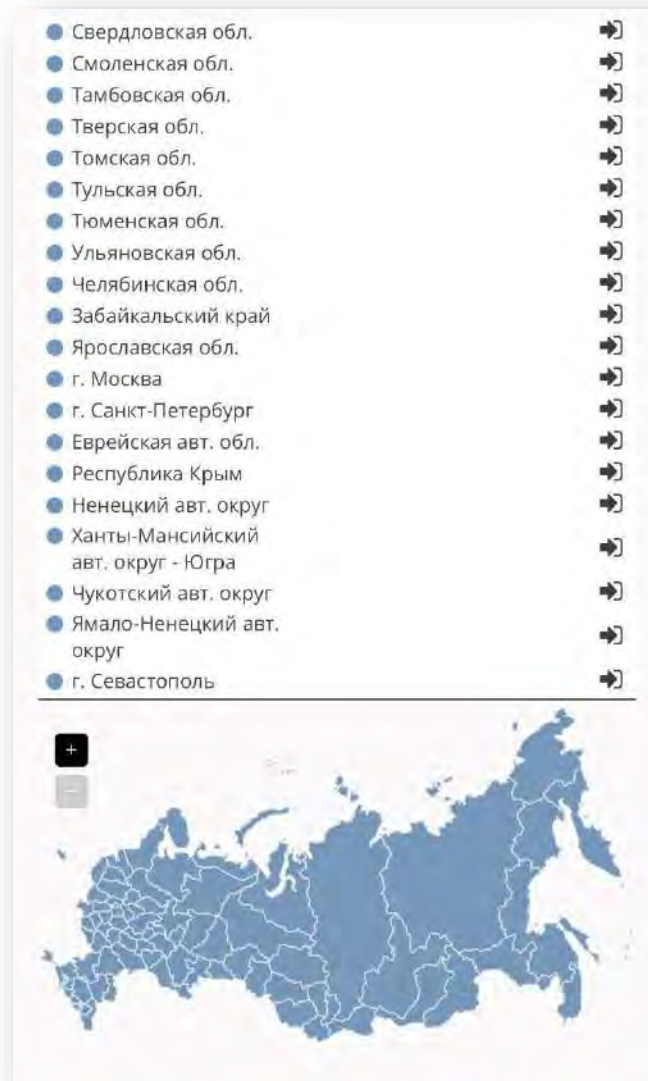 Свердловская обл.
Смоленская обл.
Тамбовская обл.
Тверская обл.
Томская обл.
Тульская обл.
Тюменская обл.
Ульяновская обл.
Челябинская обл.
Забайкальский край
Ярославская обл.
г. Москва
г. Санкт-Петербург
Еврейская авт. обл.
Республика Крым
Ненецкий авт. округ
Ханты-Мансийский
авт. округ - Югра
Чукотский авт. округ
Ямало-Ненецкий авт.
округ
г. Севастополь
+
−